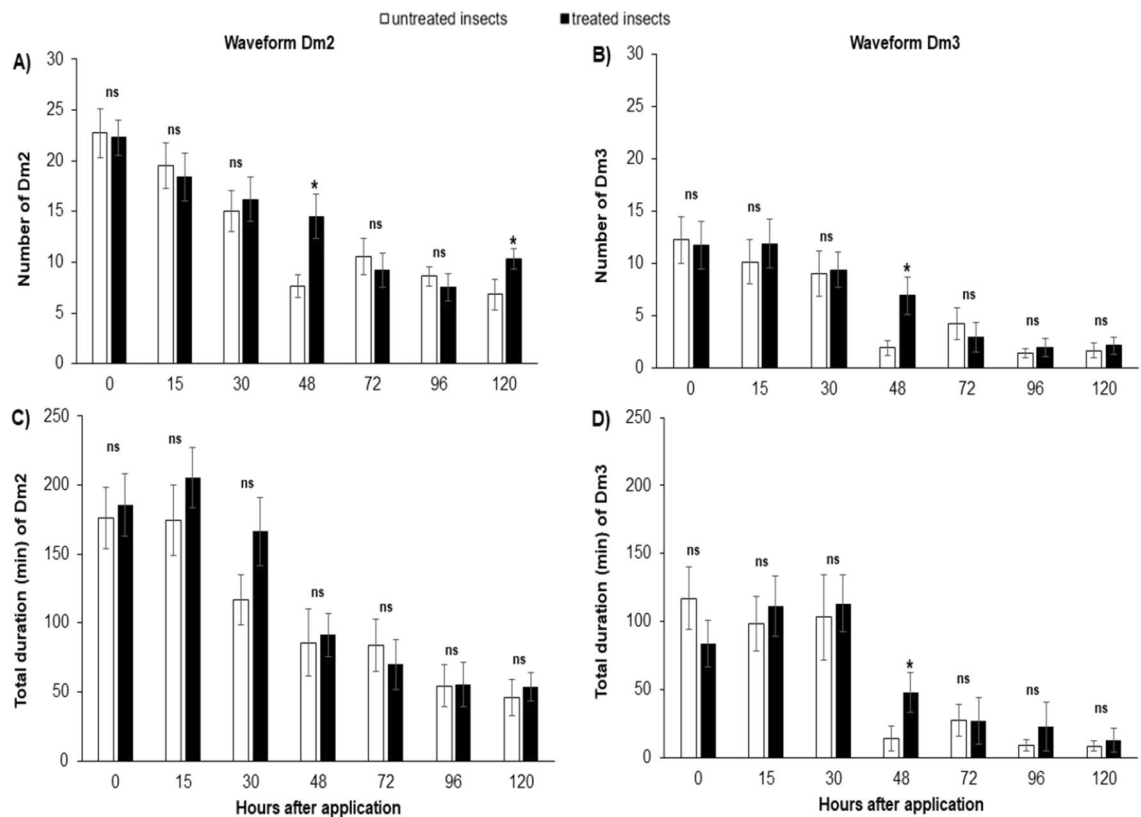 untreated insects treated insects
Waveform Dm2
A)
Number of Dm2
30
25
20
15
10
5
0
ns ns ns * ns ns *
0 15 30 48 72 96 120
Waveform Dm3
B)
Number of Dm3
30
25
20
15
10
5
0
ns ns ns * ns ns ns
0 15 30 48 72 96 120
C)
Total duration (min) of Dm2
250
200
150
100
50
0
ns ns ns ns ns ns ns
0 15 30 48 72 96 120
Hours after application
D)
Total duration (min) of Dm3
250
200
150
100
50
0
ns ns ns * ns ns ns
0 15 30 48 72 96 120
Hours after application